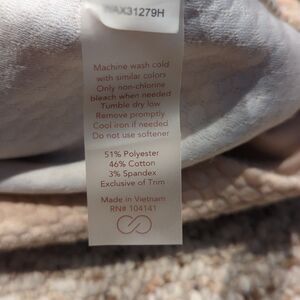 AX31279H
Machine wash cold
with similar colors
Only non-chlorine
bleach when needed
Tumble dry low
Remove promptly
Cool iron if needed
Do not use softener
51% Polyester
46% Cotton
3% Spandex
Exclusive of Trim
Made in Vietnam
RN# 104141